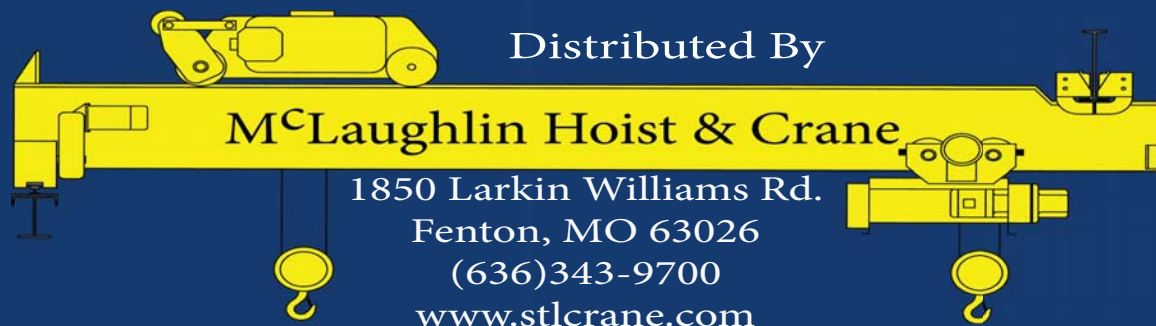 Distributed By
McLaughlin Hoist & Crane
1850 Larkin Williams Rd.
Fenton, MO 63026
(636)343-9700
www.stlcrane.com